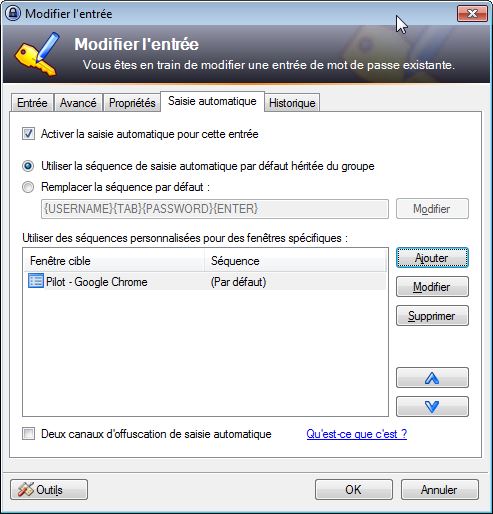 Modifier l'entrée
Modifier l'entrée
Vous êtes en train de modifier une entrée de mot de passe existante.
Entrée Avancé Propriétés Saisie automatique Historique
Activer la saisie automatique pour cette entrée
Utiliser la séquence de saisie automatique par défaut héritée du groupe
Remplacer la séquence par défaut :
{USERNAME}{TAB}{PASSWORD}{ENTER} Modifier
Utiliser des séquences personnalisées pour des fenêtres spécifiques :
Fenêtre cible Séquence Ajouter
Pilot - Google Chrome (Par défaut) Modifier
Supprimer
Deux canaux d'offuscation de saisie automatique Qu'est-ce que c'est ?
Outils OK Annuler